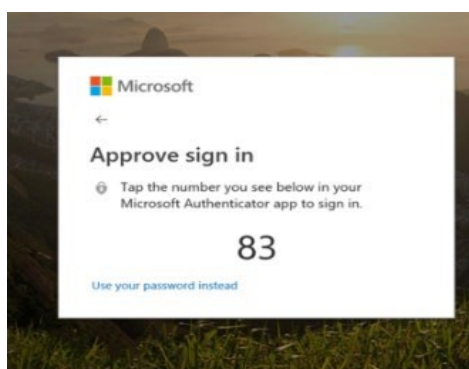 Microsoft
Approve sign in
Tap the number you see below in your
Microsoft Authenticator app to sign in.
83
Use your password instead